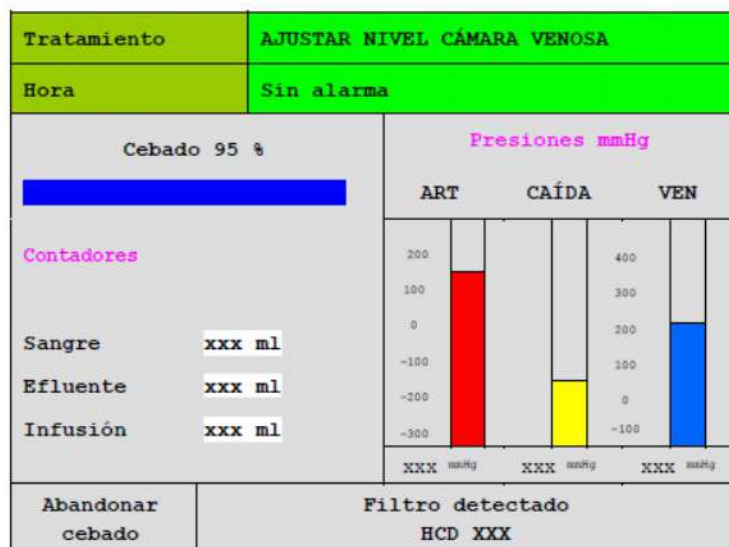 Tratamiento
AJUSTAR NIVEL CÁMARA VENOSA
Hora
Sin alarma
Cebado 95 %
Presiones mmHg
ART
CAÍDA
VEN
Contadores
Sangre xxx ml
Efluente xxx ml
Infusión xxx ml
200
100
0
-100
-200
-300
400
300
200
100
0
-100
XXX mmHg
XXX mmHg
XXX mmHg
Abandonar
cebado
Filtro detectado
HCD XXX